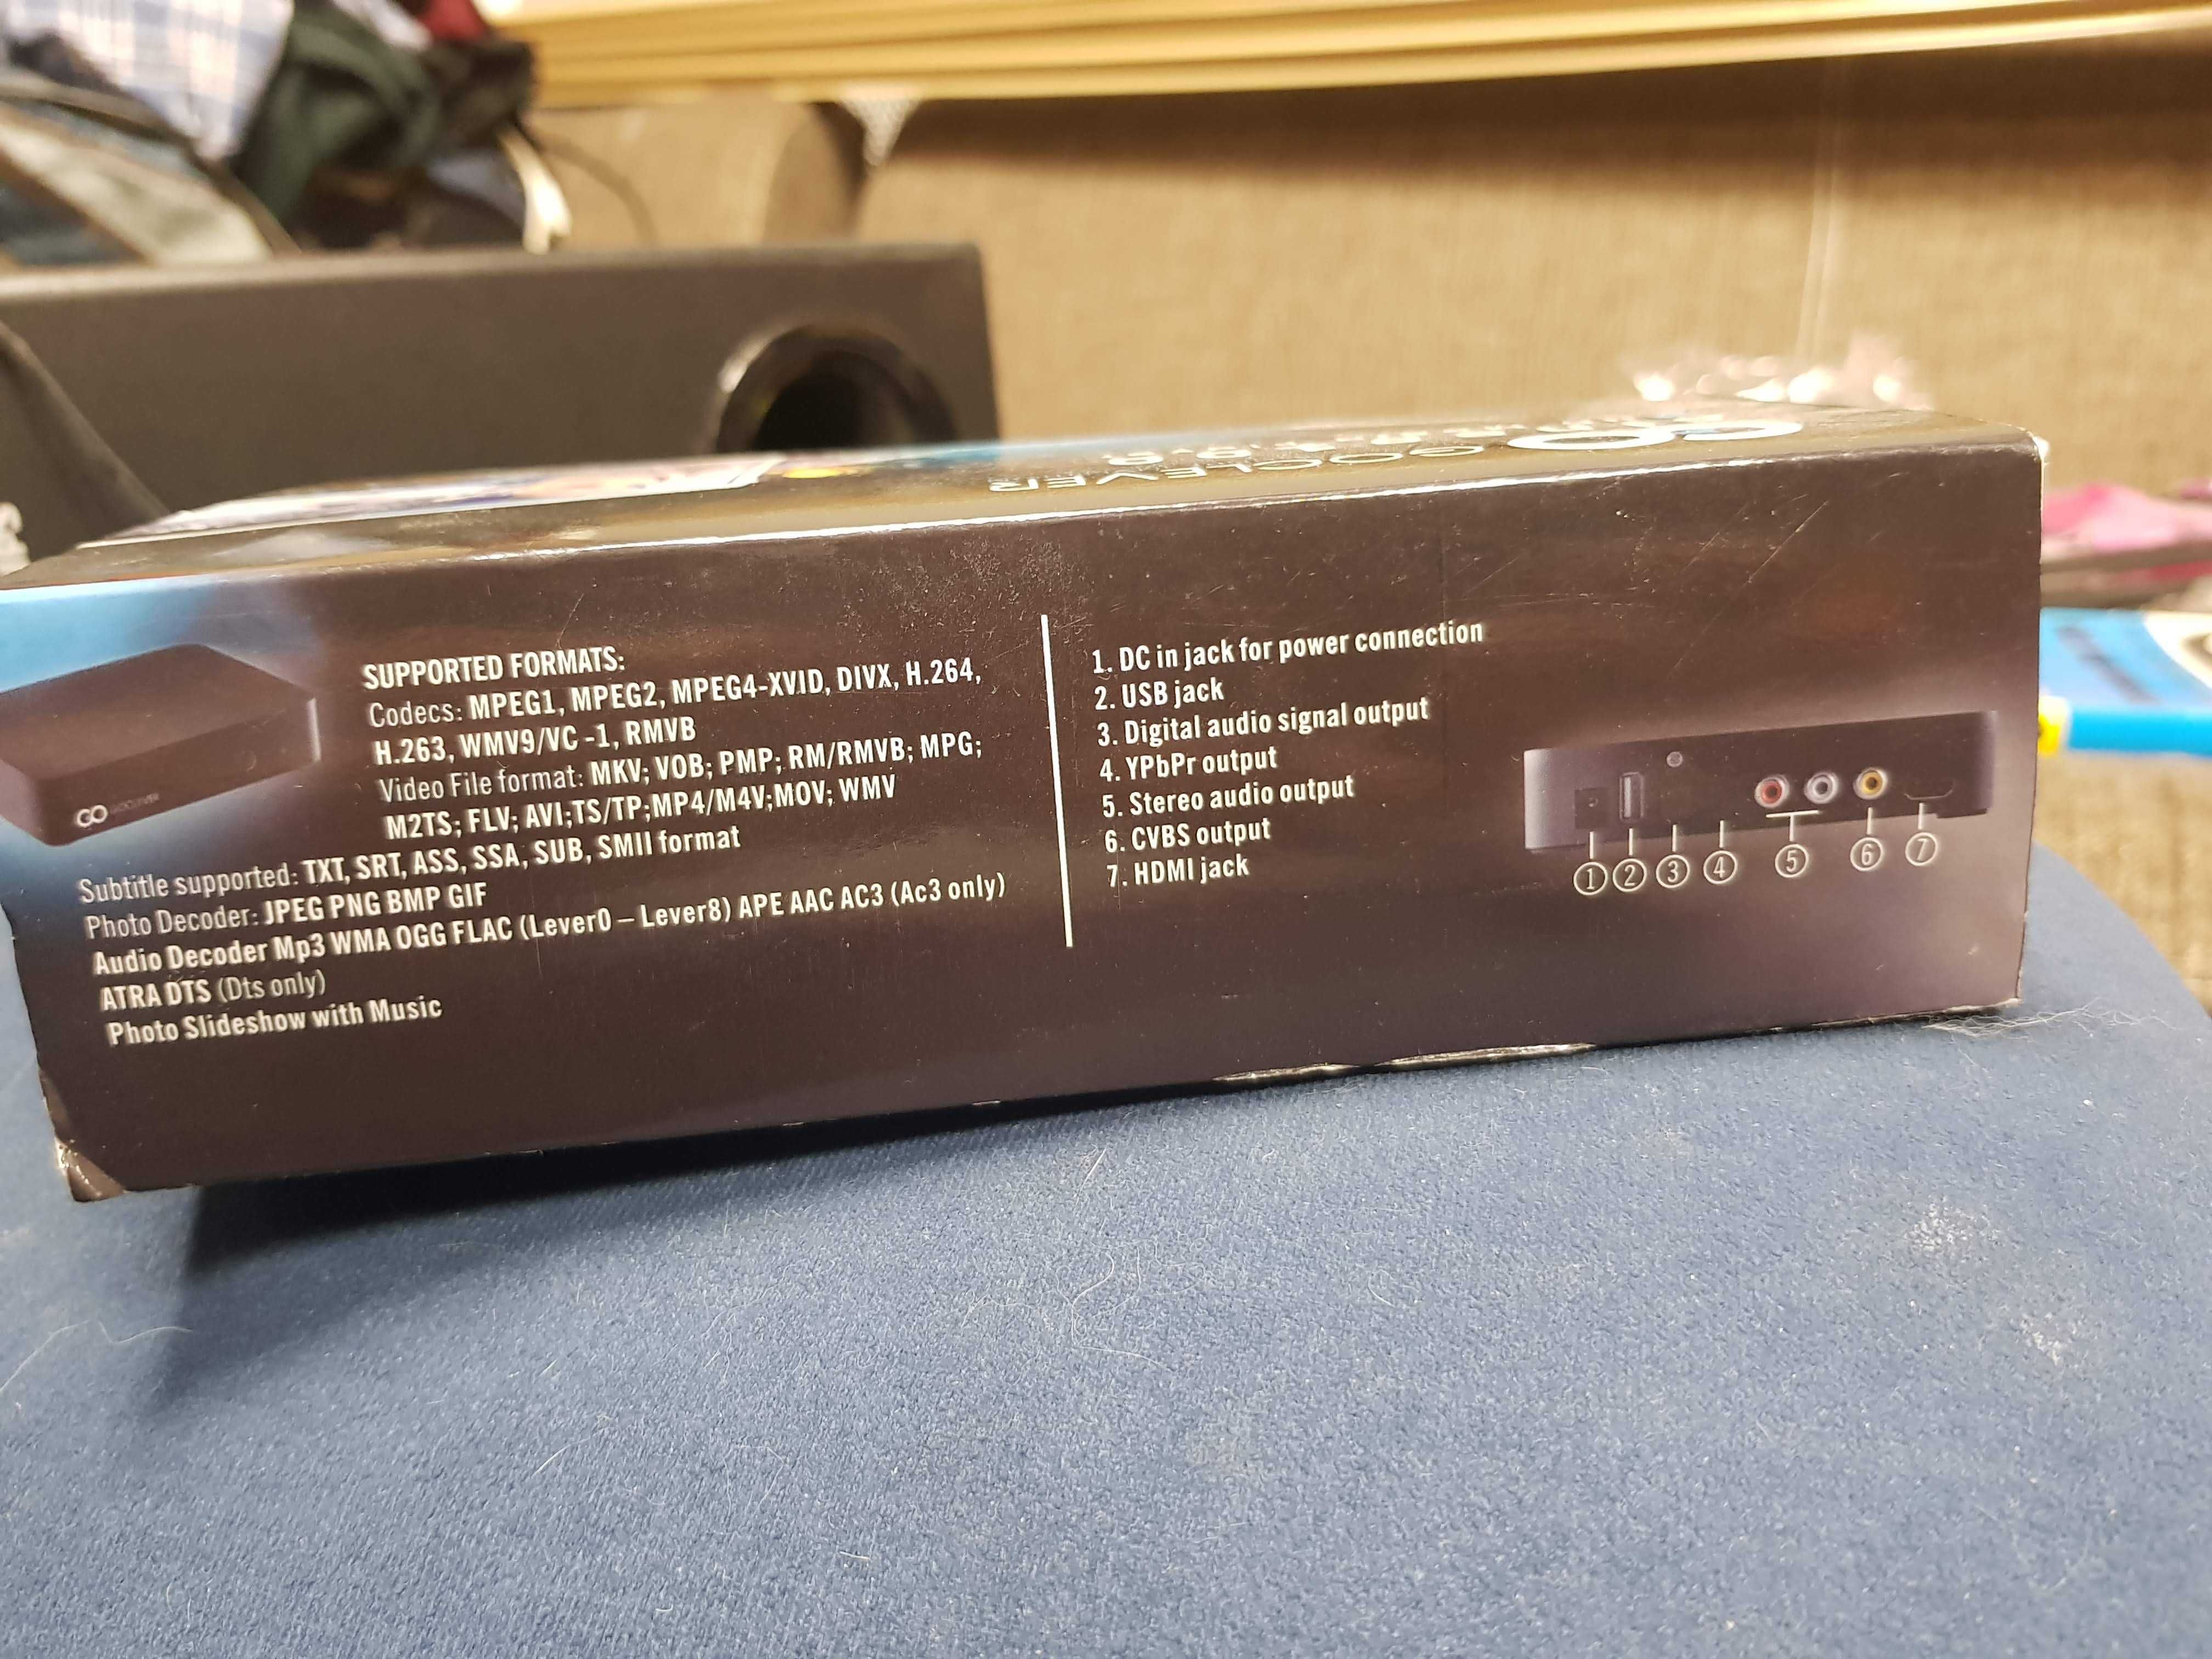 GOCLEVER
SUPPORTED FORMATS:
Codecs: MPEG1, MPEG2, MPEG4-XVID, DIVX, H.264,
H.263, WMV9/VC -1, RMVB
Video File format: MKV; VOB; PMP; RM/RMVB; MPG;
M2TS; FLV; AVI;TS/TP;MP4/M4V;MOV; WMV
Subtitle supported: TXT, SRT, ASS, SSA, SUB, SMII format
Photo Decoder: JPEG PNG BMP GIF
Audio Decoder Mp3 WMA OGG FLAC (Lever0 – Lever8) APE AAC AC3 (Ac3 only)
ATRA DTS (Dts only)
Photo Slideshow with Music
GO GOCLEVER
1. DC in jack for power connection
2. USB jack
3. Digital audio signal output
4. YPbPr output
5. Stereo audio output
6. CVBS output
7. HDMI jack
1 2 3 4 5 6 7